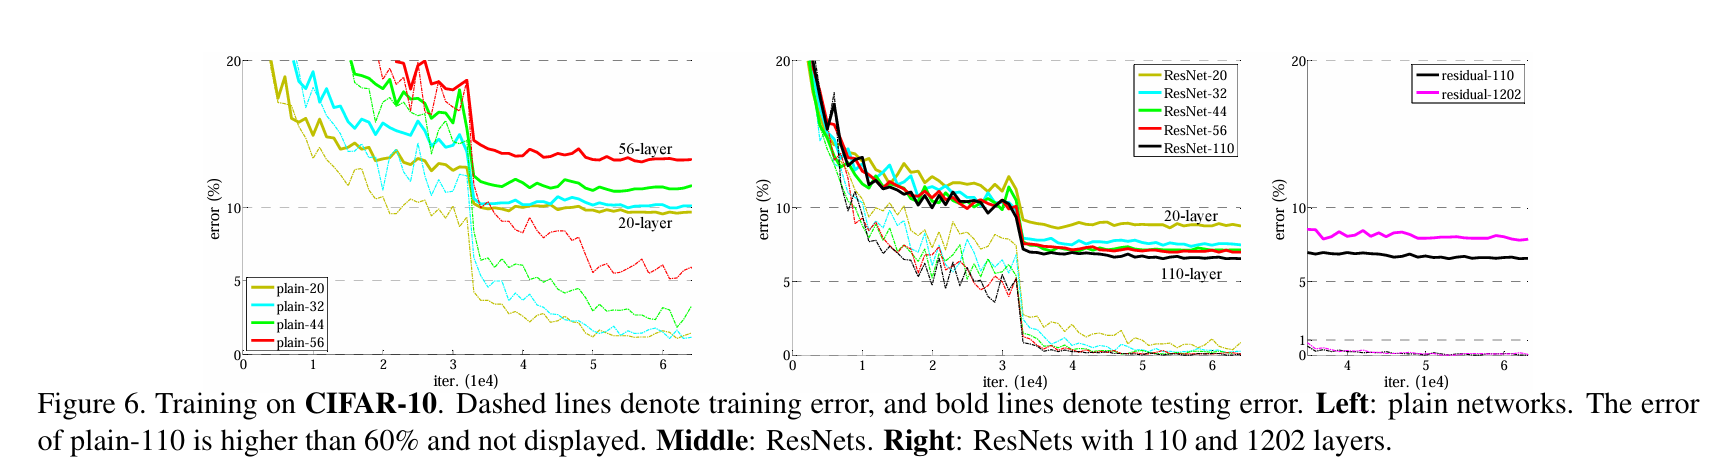 20
10
5
0
error (%)
56-layer
20-layer
plain-20
plain-32
plain-44
plain-56
0 1 2 3 4 5 6
iter. (1e4)
20
10
5
0
error (%)
ResNet-20
ResNet-32
ResNet-44
ResNet-56
ResNet-110
20-layer
110-layer
0 1 2 3 4 5 6
iter. (1e4)
20
10
5
1
0
error (%)
residual-110
residual-1202
4 5 6
iter. (1e4)
Figure 6. Training on CIFAR-10. Dashed lines denote training error, and bold lines denote testing error. Left: plain networks. The error
of plain-110 is higher than 60% and not displayed. Middle: ResNets. Right: ResNets with 110 and 1202 layers.